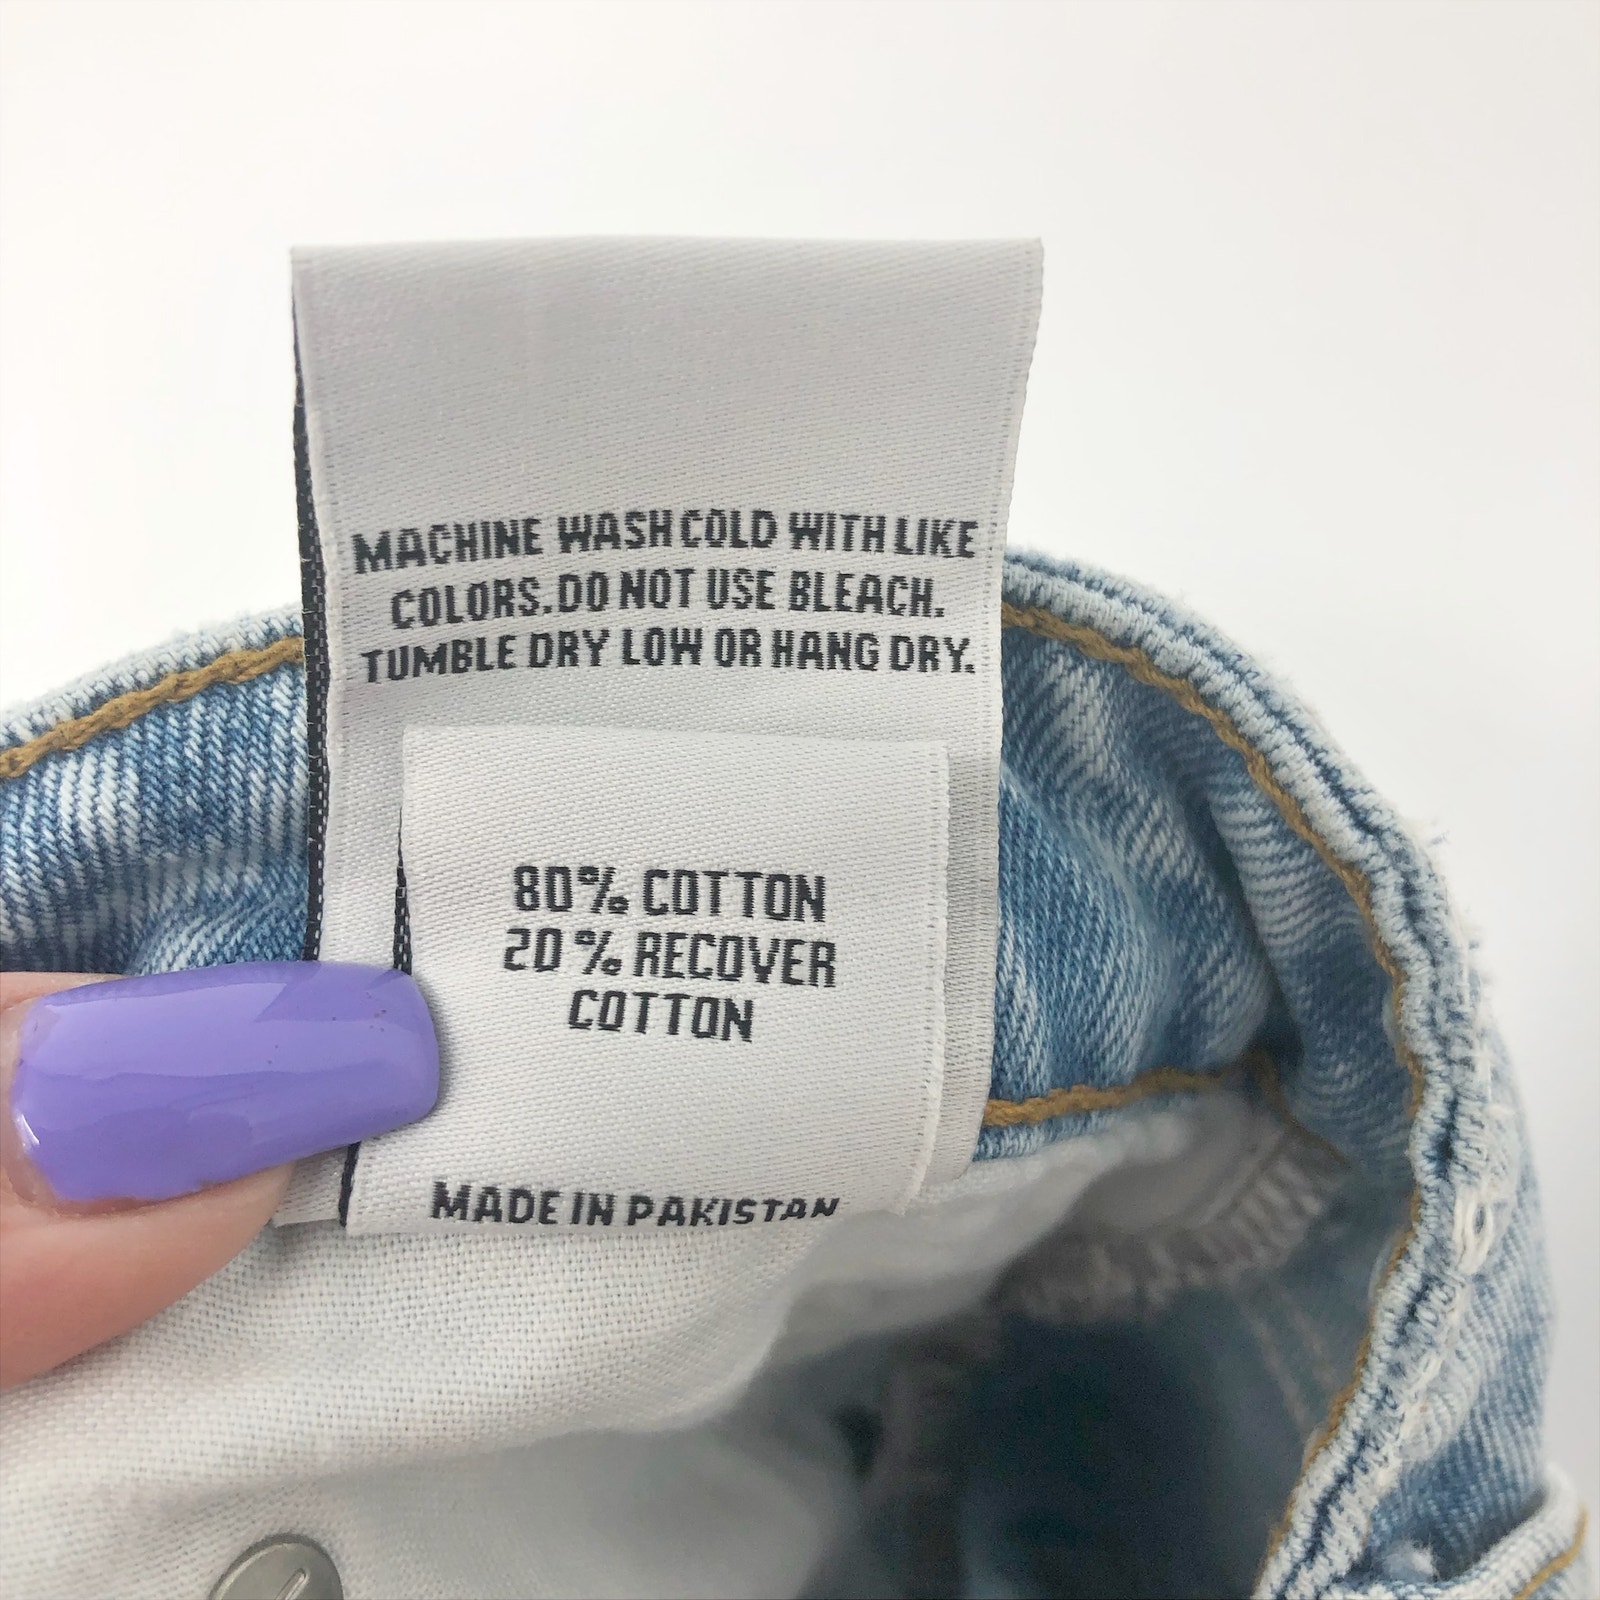 MACHINE WASH COLD WITH LIKE
COLORS. DO NOT USE BLEACH.
TUMBLE DRY LOW OR HANG DRY.
80% COTTON
20% RECOVER
COTTON
MADE IN PAKISTAN